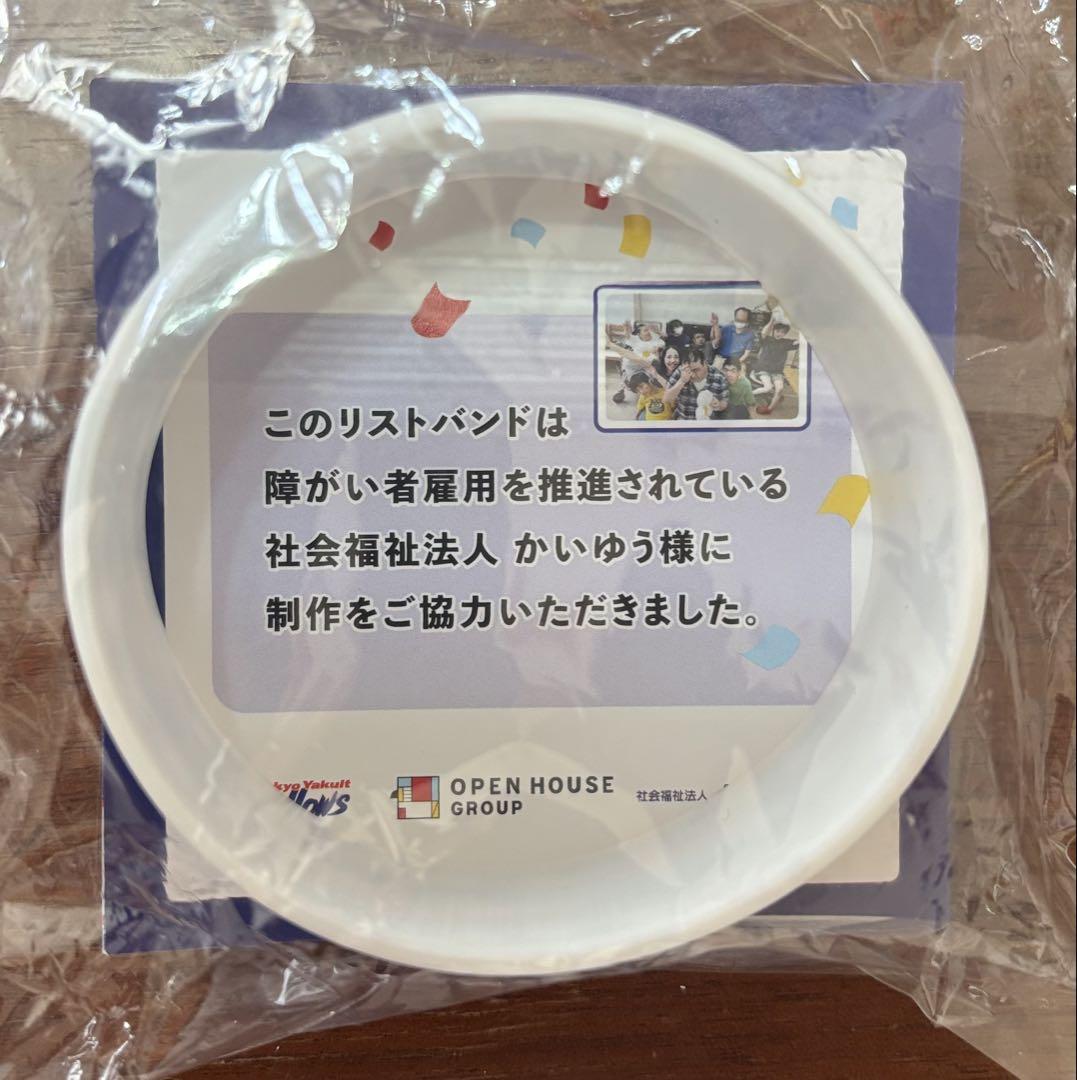 このリストバンドは
障がい者雇用を推進されている
社会福祉法人 かいゆう様に
制作をご協力いただきました。
Yakult
OPEN HOUSE
GROUP
社会福祉法人